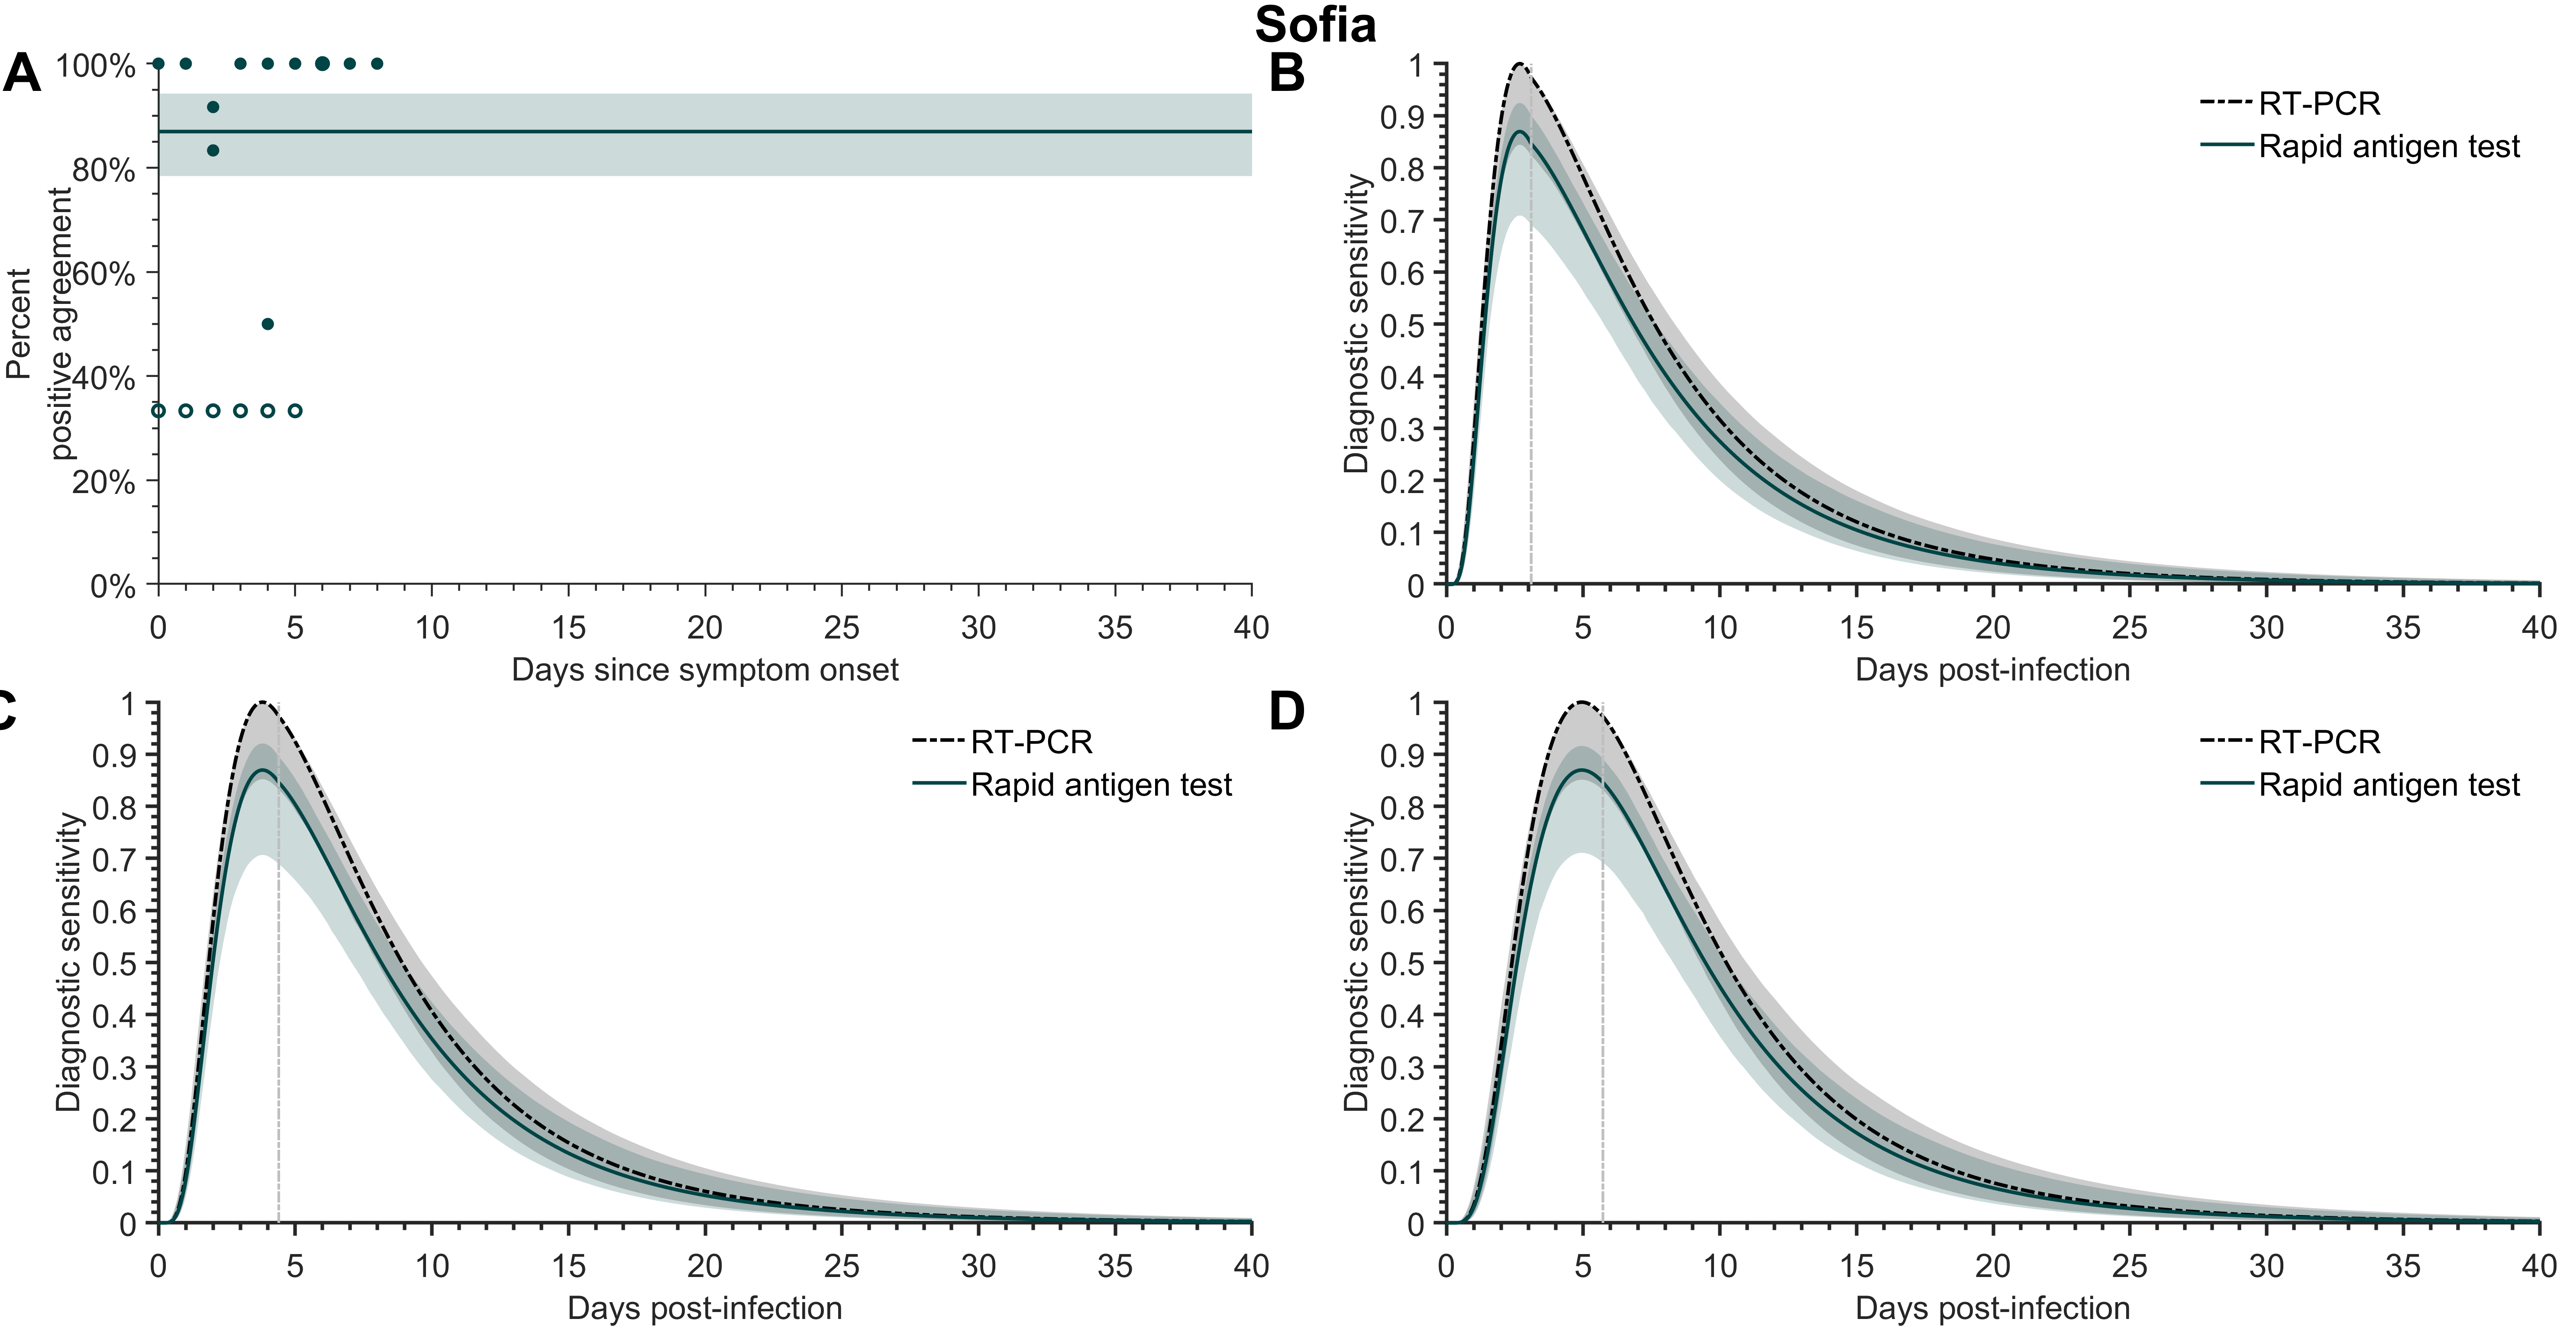 Sofia
A
100%
80%
60%
40%
20%
0%
Percent
positive agreement
0 5 10 15 20 25 30 35 40
Days since symptom onset
B
1
0.9
0.8
0.7
0.6
0.5
0.4
0.3
0.2
0.1
0
Diagnostic sensitivity
RT-PCR
Rapid antigen test
0 5 10 15 20 25 30 35 40
Days post-infection
C
1
0.9
0.8
0.7
0.6
0.5
0.4
0.3
0.2
0.1
0
Diagnostic sensitivity
RT-PCR
Rapid antigen test
0 5 10 15 20 25 30 35 40
Days post-infection
D
1
0.9
0.8
0.7
0.6
0.5
0.4
0.3
0.2
0.1
0
Diagnostic sensitivity
RT-PCR
Rapid antigen test
0 5 10 15 20 25 30 35 40
Days post-infection